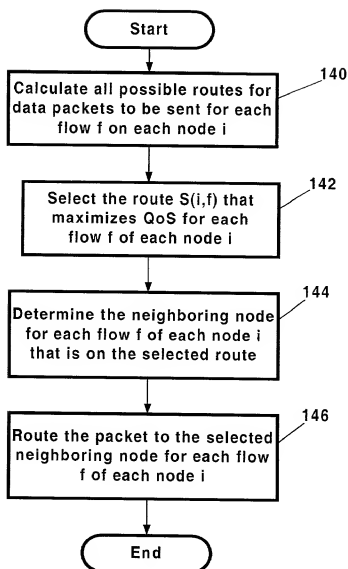 Start
140
Calculate all possible routes for
data packets to be sent for each
flow f on each node i
142
Select the route S(i,f) that
maximizes QoS for each
flow f of each node i
144
Determine the neighboring node
for each flow f of each node i
that is on the selected route
146
Route the packet to the selected
neighboring node for each flow
f of each node i
End